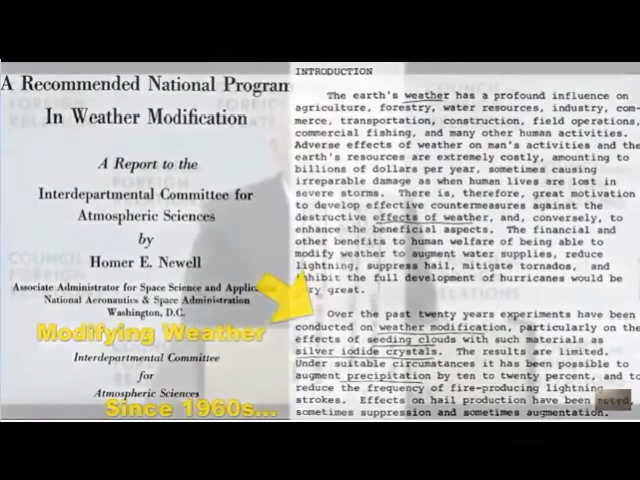 A Recommended National Program
In Weather Modification
A Report to the
Interdepartmental Committee for
Atmospheric Sciences
by
Homer E. Newell
Associate Administrator for Space Science and Applic
National Aeronautics & Space Administration
Washington, D.C.
Modifying Weather
Interdepartmental Committee
for
Atmospheric Sciences
Since 1960s...
INTRODUCTION
The earth's weather has a profound influence on
agriculture, forestry, water resources, industry, com-
merce, transportation, construction, field operations,
commercial fishing, and many other human activities.
Adverse effects of weather on man's activities and the
earth's resources are extremely costly, amounting to
billions of dollars per year, sometimes causing
irreparable damage as when human lives are lost in
severe storms. There is, therefore, great motivation
to develop effective countermeasures against the
destructive effects of weather, and, conversely, to
enhance the beneficial aspects. The financial and
other benefits to human welfare of being able to
modify weather to augment water supplies, reduce
lightning, suppress hail, mitigate tornados, and
inhibit the full development of hurricanes would be
very great.
Over the past twenty years experiments have been
conducted on weather modification, particularly on the
effects of seeding clouds with such materials as
silver iodide crystals. The results are limited.
Under suitable circumstances it has been possible to
augment precipitation by ten to twenty percent, and to
reduce the frequency of fire-producing lightning
strokes. Effects on hail production have been noted,
sometimes suppression and sometimes augmentation.
COUNCIL
FOREIGN
RELATIONS